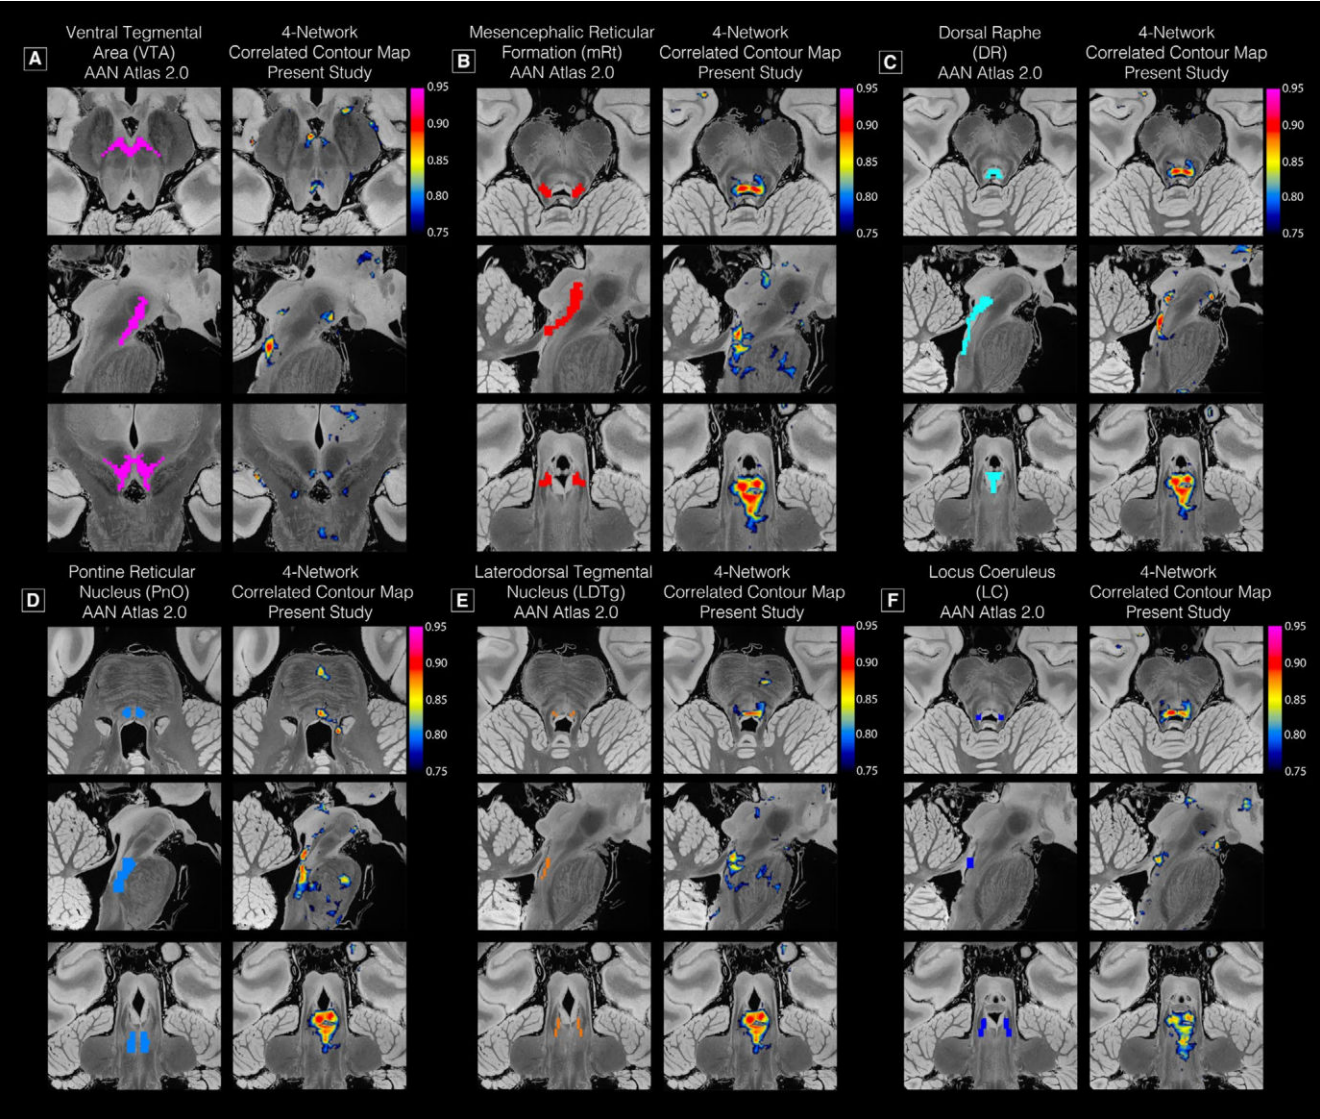 A
Ventral Tegmental
Area (VTA)
AAN Atlas 2.0
4-Network
Correlated Contour Map
Present Study
0.95
0.90
0.85
0.80
0.75
B
Mesencephalic Reticular
Formation (mRt)
AAN Atlas 2.0
4-Network
Correlated Contour Map
Present Study
0.95
0.90
0.85
0.80
0.75
C
Dorsal Raphe
(DR)
AAN Atlas 2.0
4-Network
Correlated Contour Map
Present Study
0.95
0.90
0.85
0.80
0.75
D
Pontine Reticular
Nucleus (PnO)
AAN Atlas 2.0
4-Network
Correlated Contour Map
Present Study
0.95
0.90
0.85
0.80
0.75
E
Laterodorsal Tegmental
Nucleus (LDTg)
AAN Atlas 2.0
4-Network
Correlated Contour Map
Present Study
0.95
0.90
0.85
0.80
0.75
F
Locus Coeruleus
(LC)
AAN Atlas 2.0
4-Network
Correlated Contour Map
Present Study
0.95
0.90
0.85
0.80
0.75